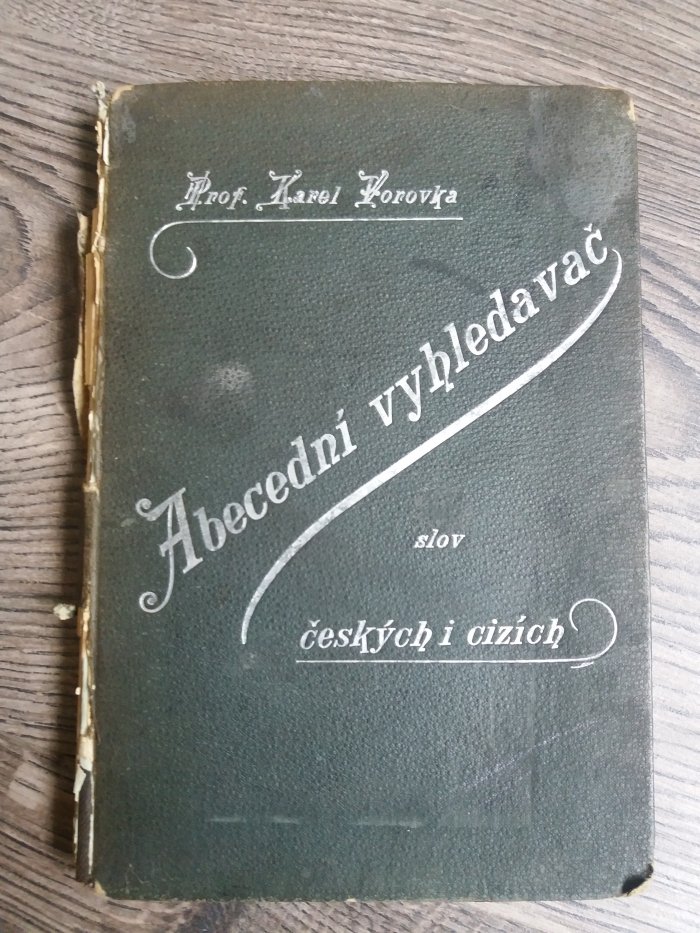 Prof. Karel Vorovka
Abecední vyhledavač
slov
českých i cizích